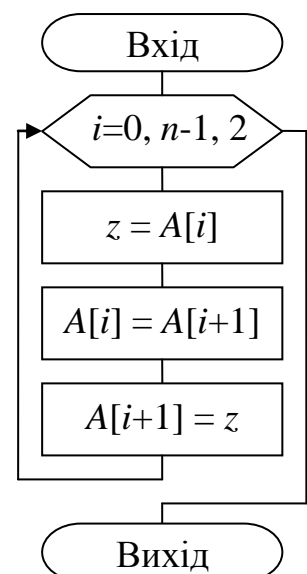 Вхід
i=0, n-1, 2
z = A[i]
A[i] = A[i+1]
A[i+1] = z
Вихід